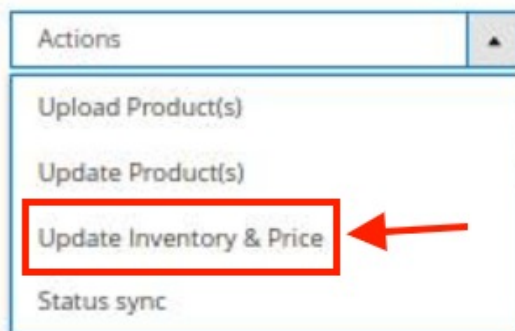 Actions
Upload Product(s)
Update Product(s)
Update Inventory & Price
Status sync